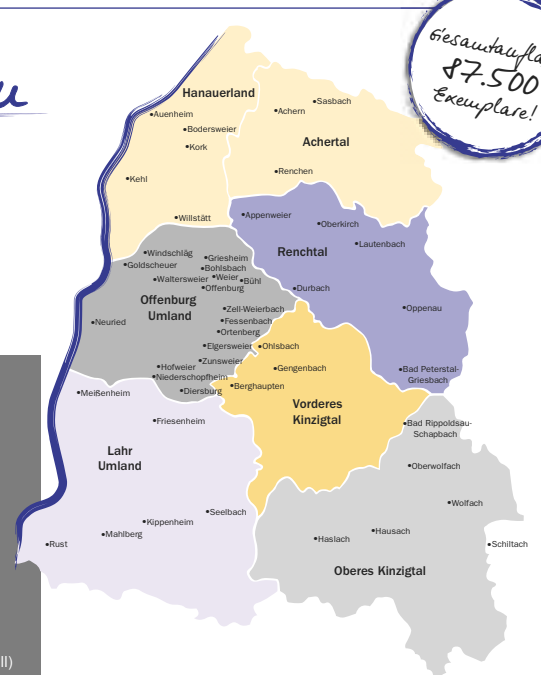 Gesamtaufla
87.500
Exemplare!
Hanauerland
•Sasbach
•Achern
•Auenheim
•Bodersweier
Achertal
•Kork
•Renchen
•Kehl
•Appenweier
•Willstätt
•Oberkirch
•Lautenbach
Renchtal
•Windschläg
•Griesheim
•Goldscheuer
•Bohlsbach
•Waltersweier
•Weier
•Bühl
•Offenburg
•Durbach
Offenburg
Umland
•Zell-Weierbach
•Oppenau
•Neuried
•Fessenbach
•Ortenberg
•Elgersweier
•Ohlsbach
•Zunsweier
•Hofweier
•Gengenbach
•Bad Peterstal-
Griesbach
•Niederschopfheim
•Berghaupten
•Diersburg
•Meißenheim
Vorderes
Kinzigtal
•Friesenheim
•Bad Rippoldsau-
Schapbach
Lahr
Umland
•Oberwolfach
•Wolfach
•Seelbach
•Kippenheim
•Mahlberg
•Hausach
•Haslach
•Rust
•Schiltach
Oberes Kinzigtal
ll)